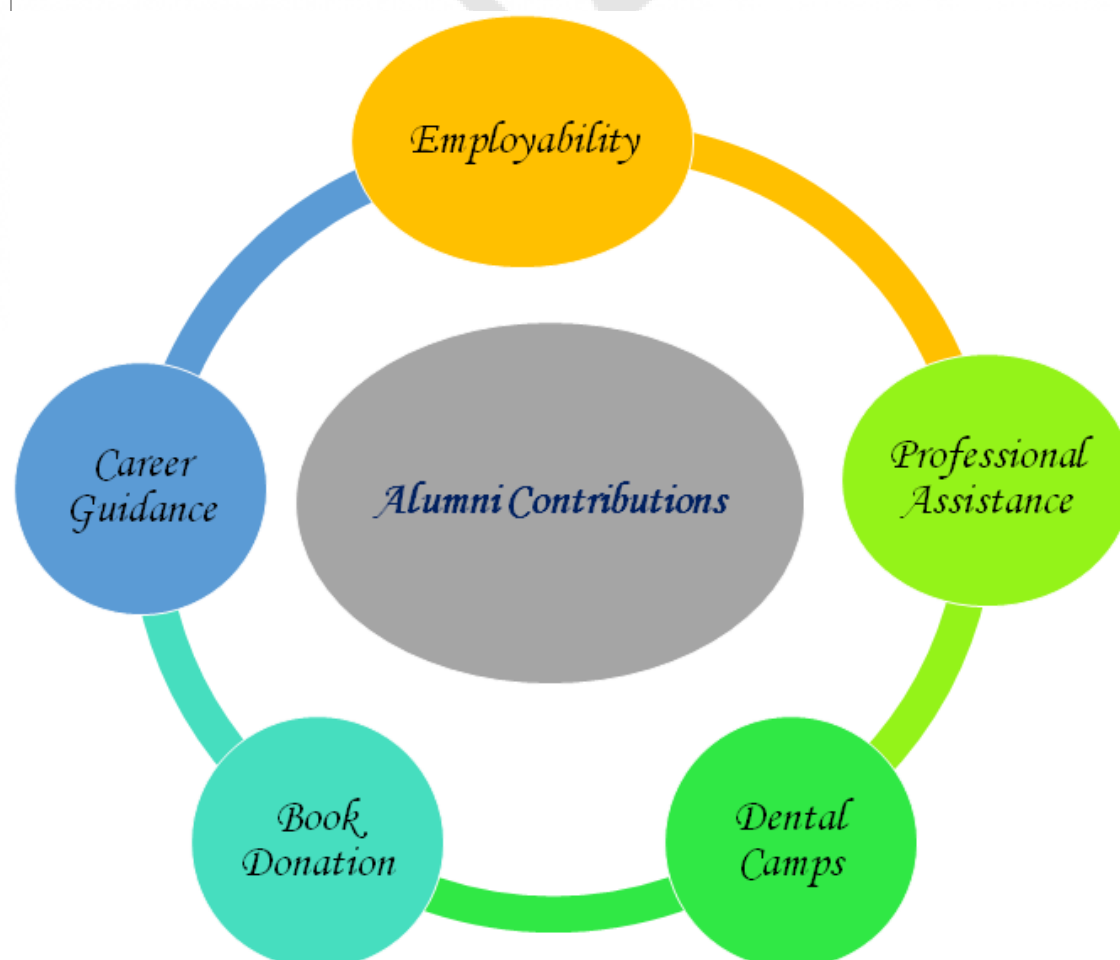 Employability
Career
Guidance
Alumni Contributions
Professional
Assistance
Book
Donation
Dental
Camps